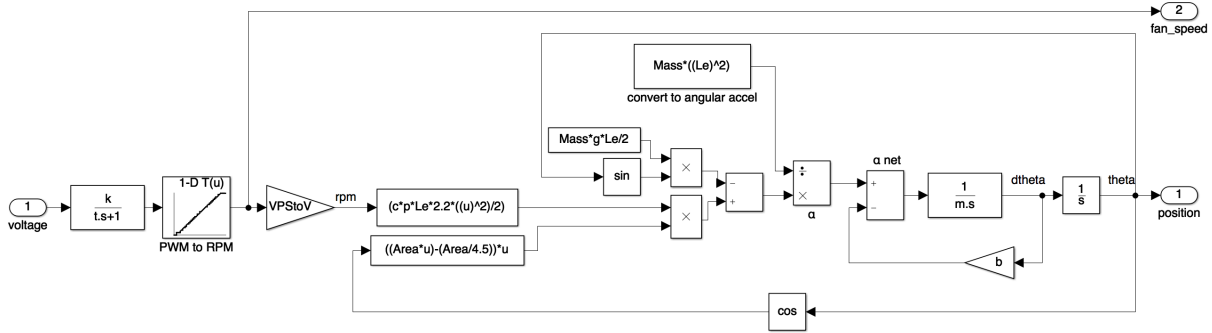 2
fan_speed
Mass*((Le)^2)
convert to angular accel
Mass*g*Le/2
×
sin
−
+
÷
×
α
α net
+
−
1
voltage
k
t.s+1
1-D T(u)
PWM to RPM
VPStoV
rpm
(c*p*Le*2.2*((u)^2)/2)
×
((Area*u)-(Area/4.5))*u
1
m.s
dtheta
1
s
theta
1
position
b
cos